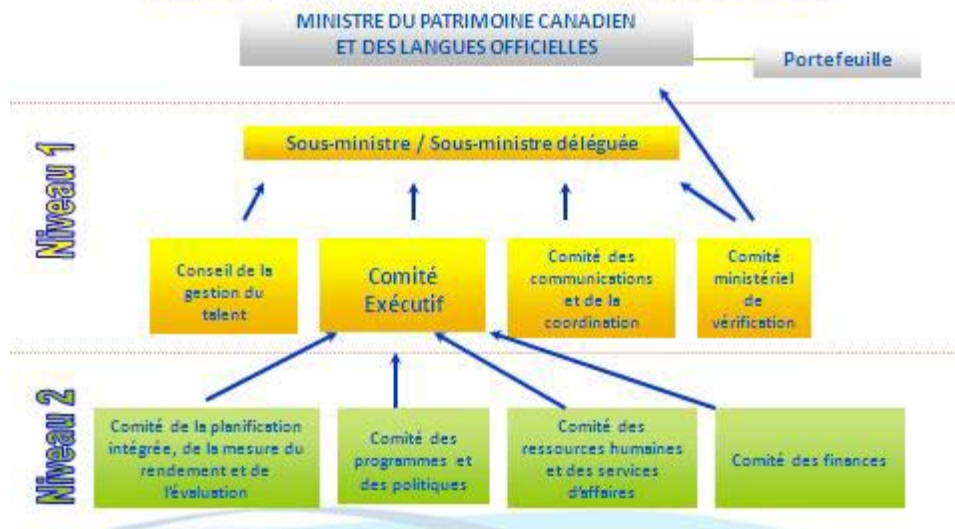 MINISTRE DU PATRIMOINE CANADIEN
ET DES LANGUES OFFICIELLES
Portefeuille
Niveau 1
Sous-ministre / Sous-ministre déléguée
Conseil de la
gestion du
talent
Comité
Exécutif
Comité des
communications
et de la
coordination
Comité
ministériel
de
vérification
Niveau 2
Comité de la planification
intégrée, de la mesure du
rendement et de
l'évaluation
Comité des
programmes et
des politiques
Comité des
ressources humaines
et des services
d'affaires
Comité des finances